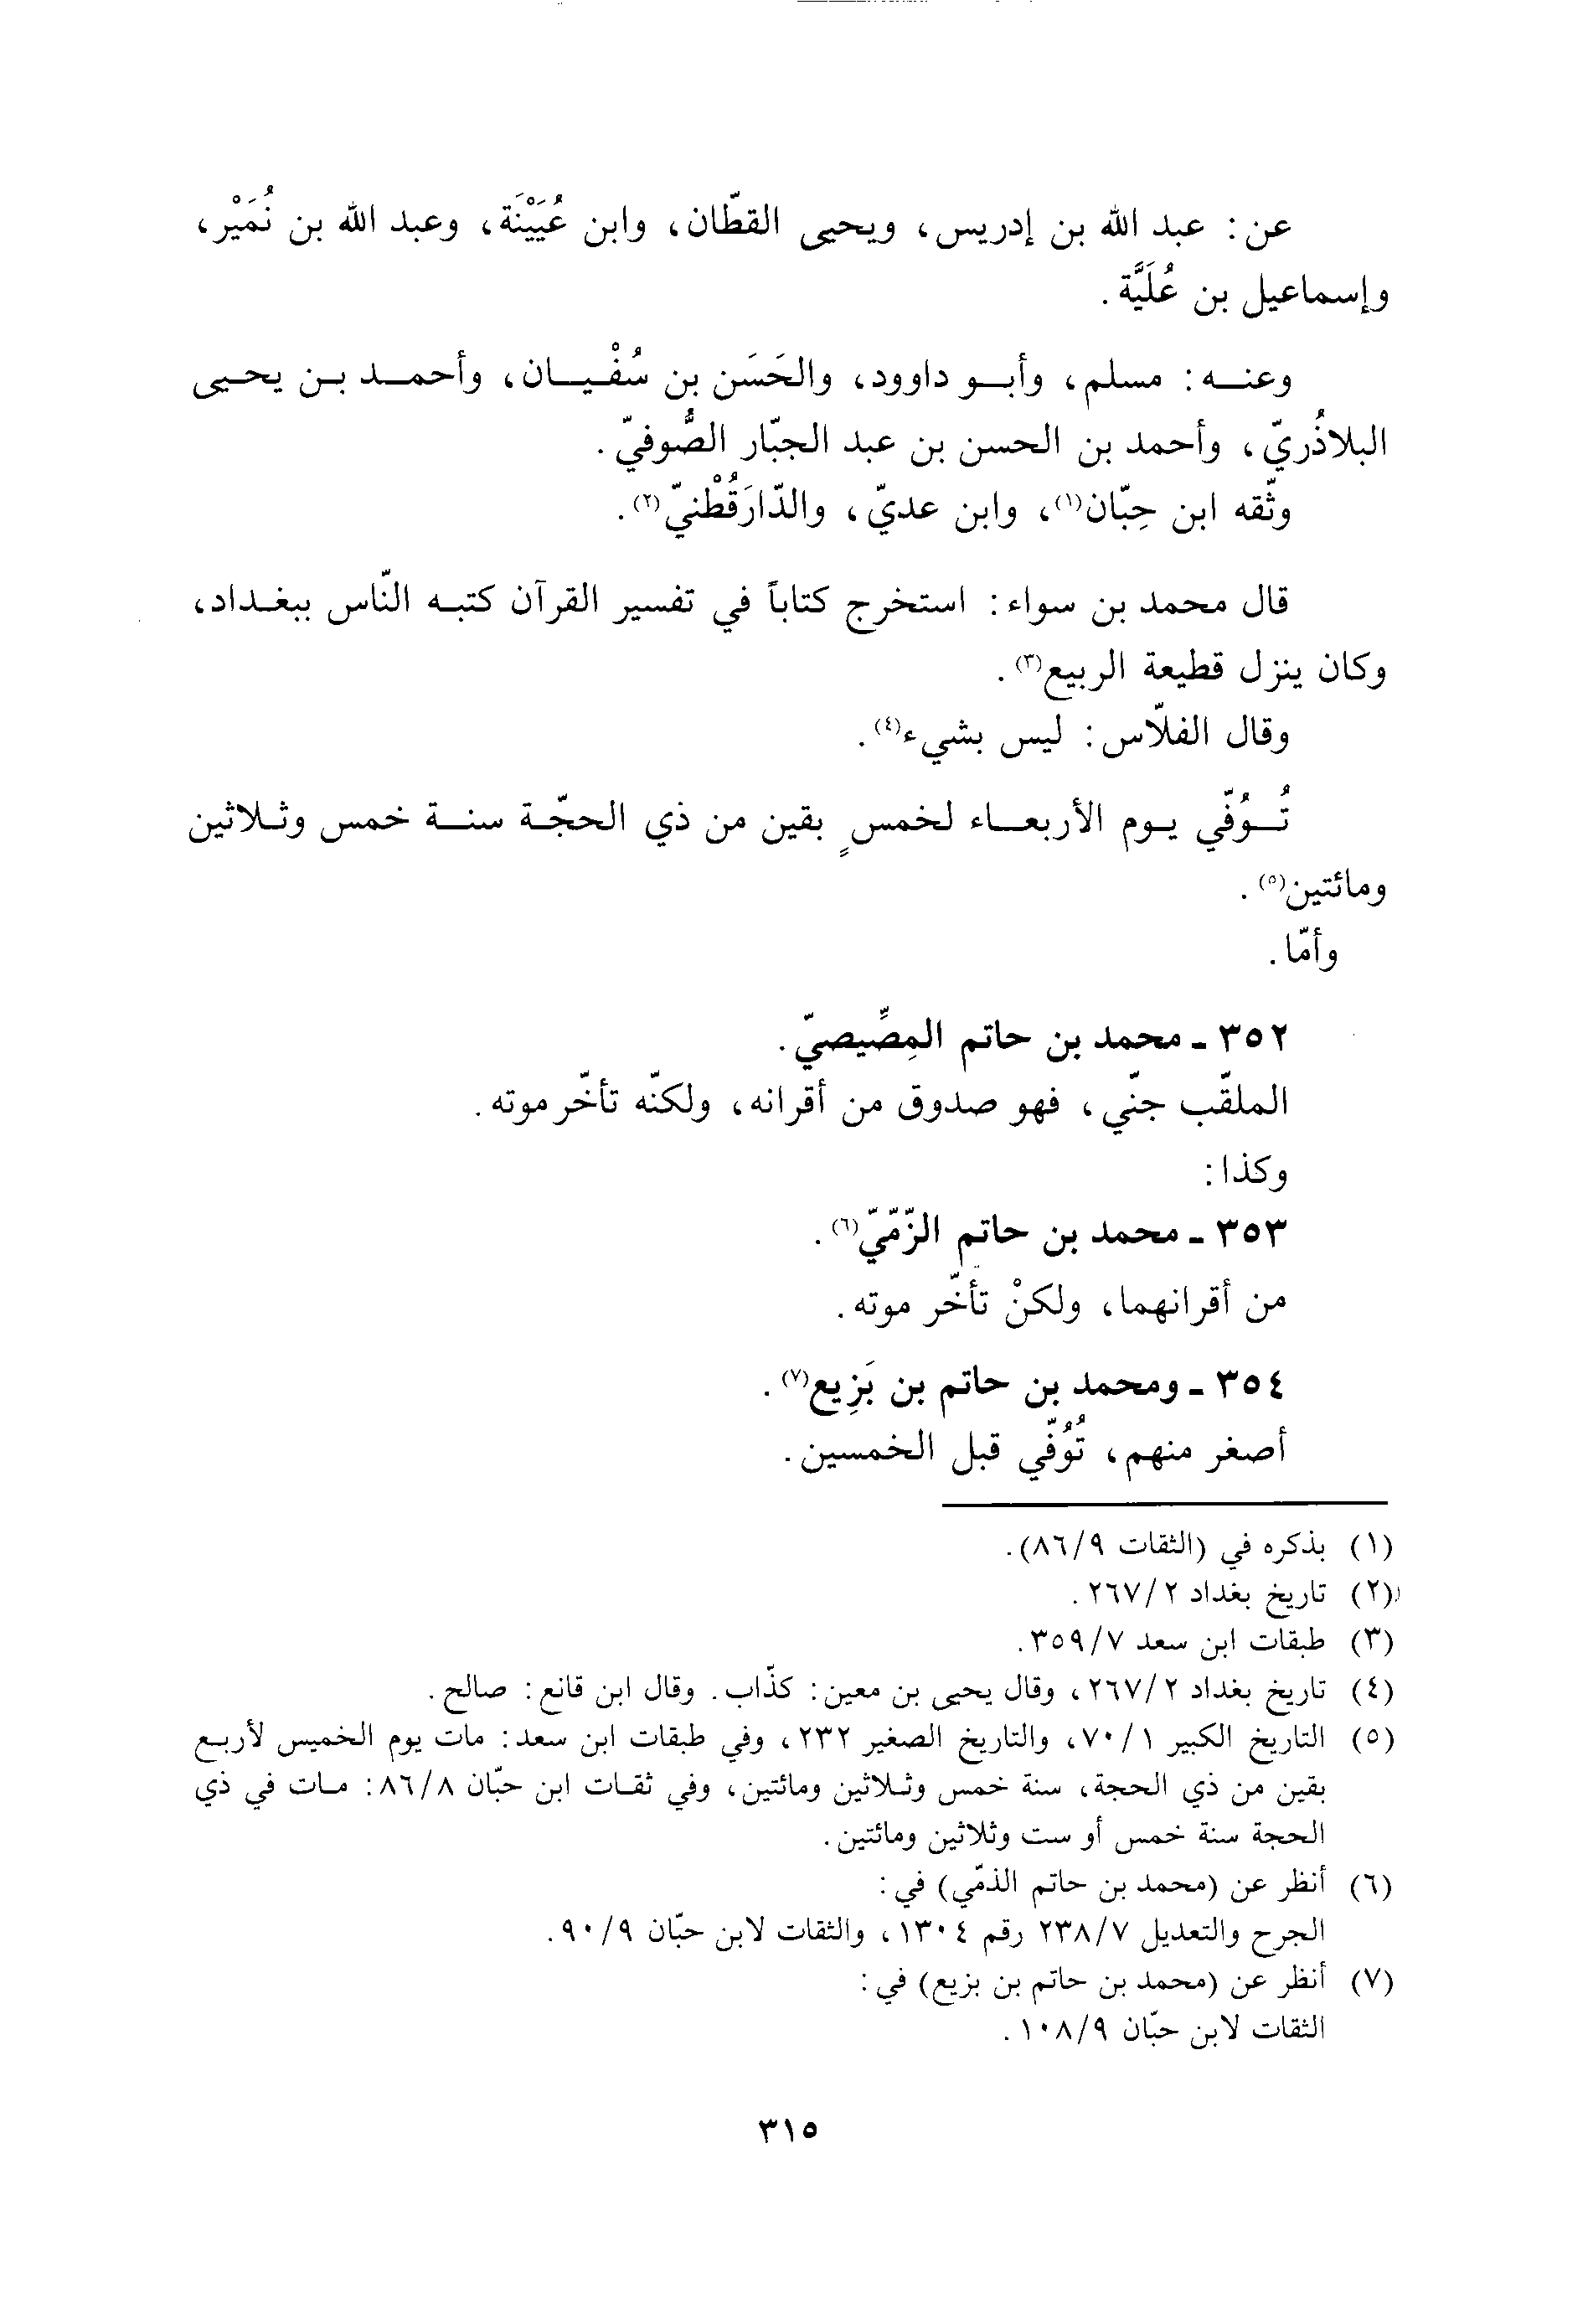 عن: عبد الله بن إدريس، ويحيى القطّان، وابن عُيَيْنَة، وعبد الله بن نُمَيْر،
وإسماعيل بن عُلَيَّة.
وعنه: مسلم، وأبو داوود، والحَسَن بن سُفْيان، وأحمد بن يحيى
البلاذُريّ، وأحمد بن الحسن بن عبد الجبّار الصُّوفيّ.
وثّقه ابن حِبّان(١)، وابن عديّ، والدّارَقُطْنيّ(٢).
قال محمد بن سواء: استخرج كتاباً في تفسير القرآن كتبه النّاس ببغداد،
وكان ينزل قطيعة الربيع(٣).
وقال الفلّاس: ليس بشيء(٤).
تُوُفّي يوم الأربعاء لخمسٍ بقين من ذي الحجّة سنة خمس وثلاثين
ومائتين(٥).
وأمّا.
٣٥٢ - محمد بن حاتم المِصِّيصيّ.
الملقّب جنّي، فهو صدوق من أقرانه، ولكنّه تأخّر موته.
وكذا:
٣٥٣ - محمد بن حاتم الزّمّيّ(٦).
من أقرانهما، ولكنْ تأخّر موته.
٣٥٤ - ومحمد بن حاتم بن بَزِيع(٧).
أصغر منهم، تُوُفّي قبل الخمسين.
(١) بذكره في (الثقات ٨٦/٩).
(٢) تاريخ بغداد ٢٦٧/٢.
(٣) طبقات ابن سعد ٣٥٩/٧.
(٤) تاريخ بغداد ٢٦٧/٢، وقال يحيى بن معين: كذّاب. وقال ابن قانع: صالح.
(٥) التاريخ الكبير ٧٠/١، والتاريخ الصغير ٢٣٢، وفي طبقات ابن سعد: مات يوم الخميس لأربع
بقين من ذي الحجة، سنة خمس وثلاثين ومائتين، وفي ثقات ابن حبّان ٨٦/٨: مات في ذي
الحجة سنة خمس أو ست وثلاثين ومائتين.
(٦) أنظر عن (محمد بن حاتم الذمّي) في:
الجرح والتعديل ٢٣٨/٧ رقم ١٣٠٤، والثقات لابن حبّان ٩٠/٩.
(٧) أنظر عن (محمد بن حاتم بن بزيع) في:
الثقات لابن حبّان ١٠٨/٩.
٣١٥